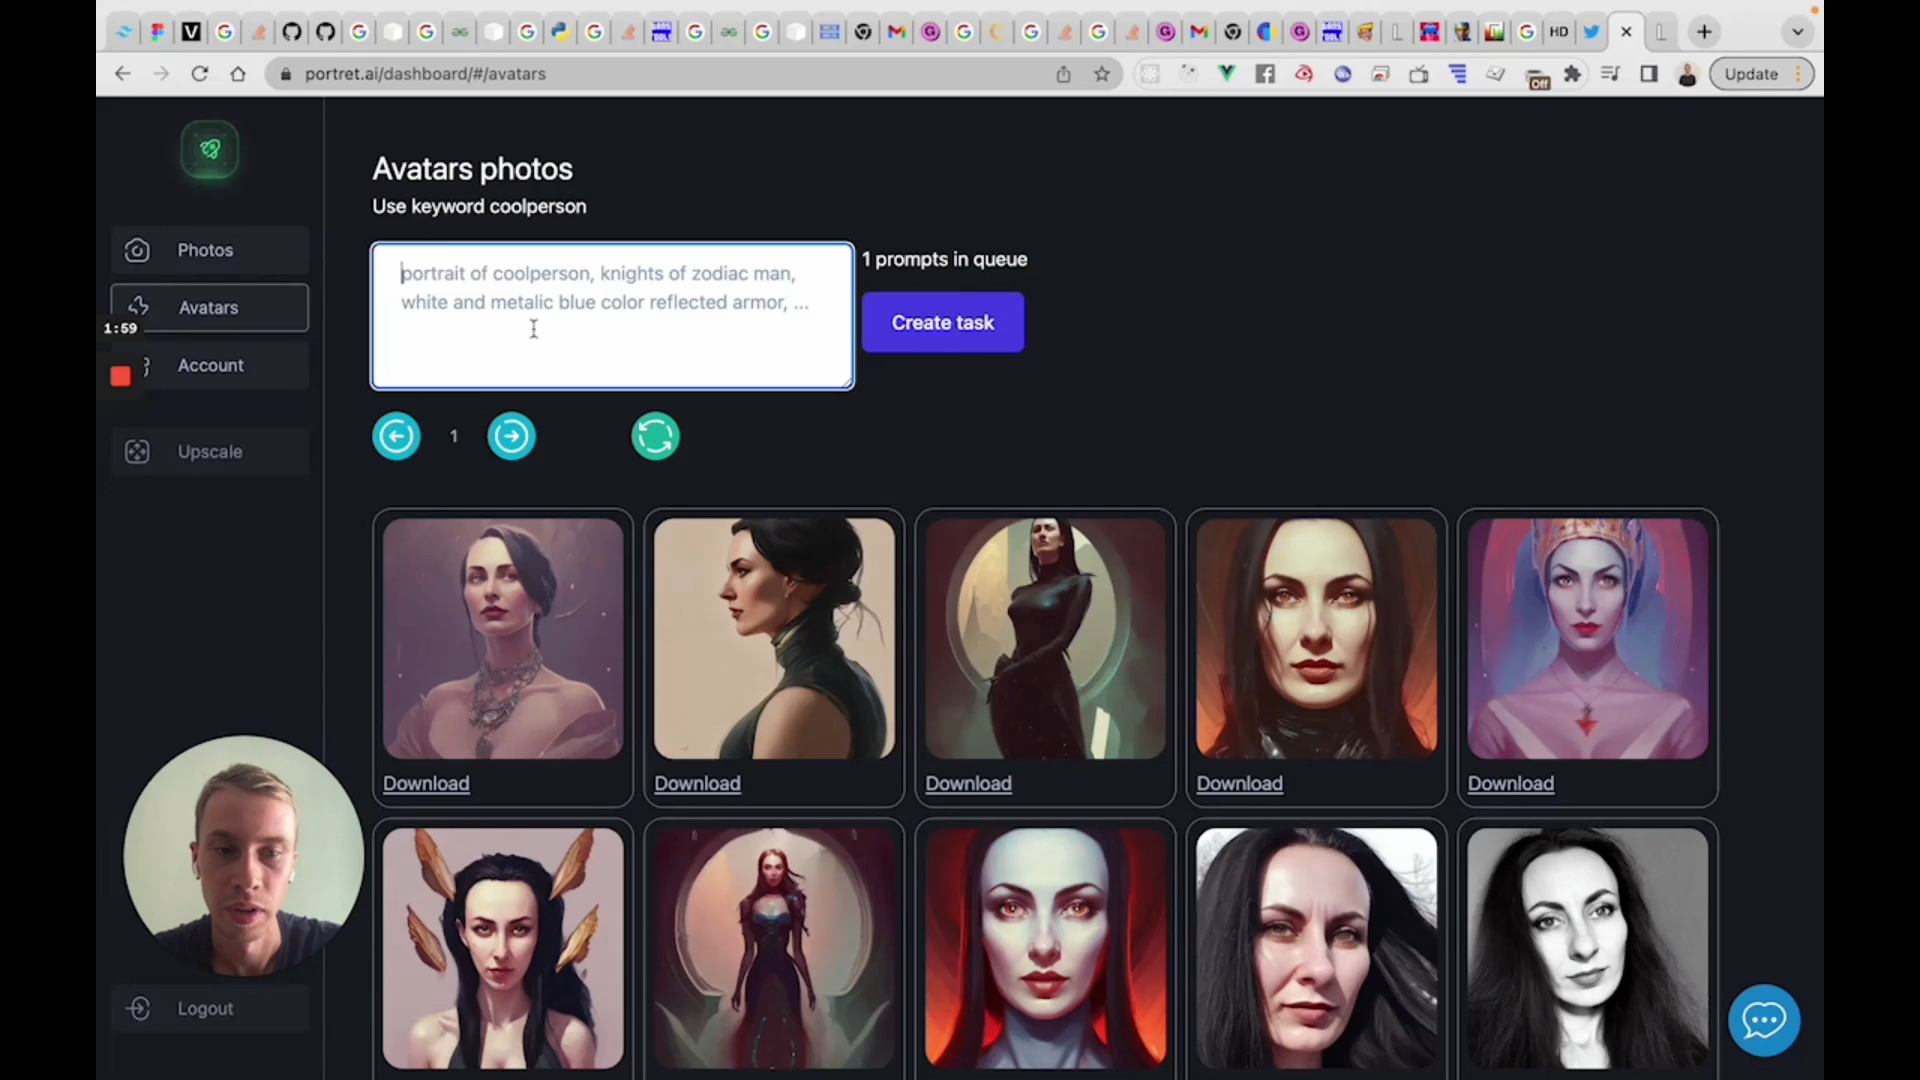 HD
portret.ai/dashboard/#/avatars
Off
Update
Avatars photos
Use keyword coolperson
Photos
Avatars
1:59
Account
Upscale
Logout
portrait of coolperson, knights of zodiac man,
white and metalic blue color reflected armor, ...
1 prompts in queue
Create task
1
Download
Download
Download
Download
Download